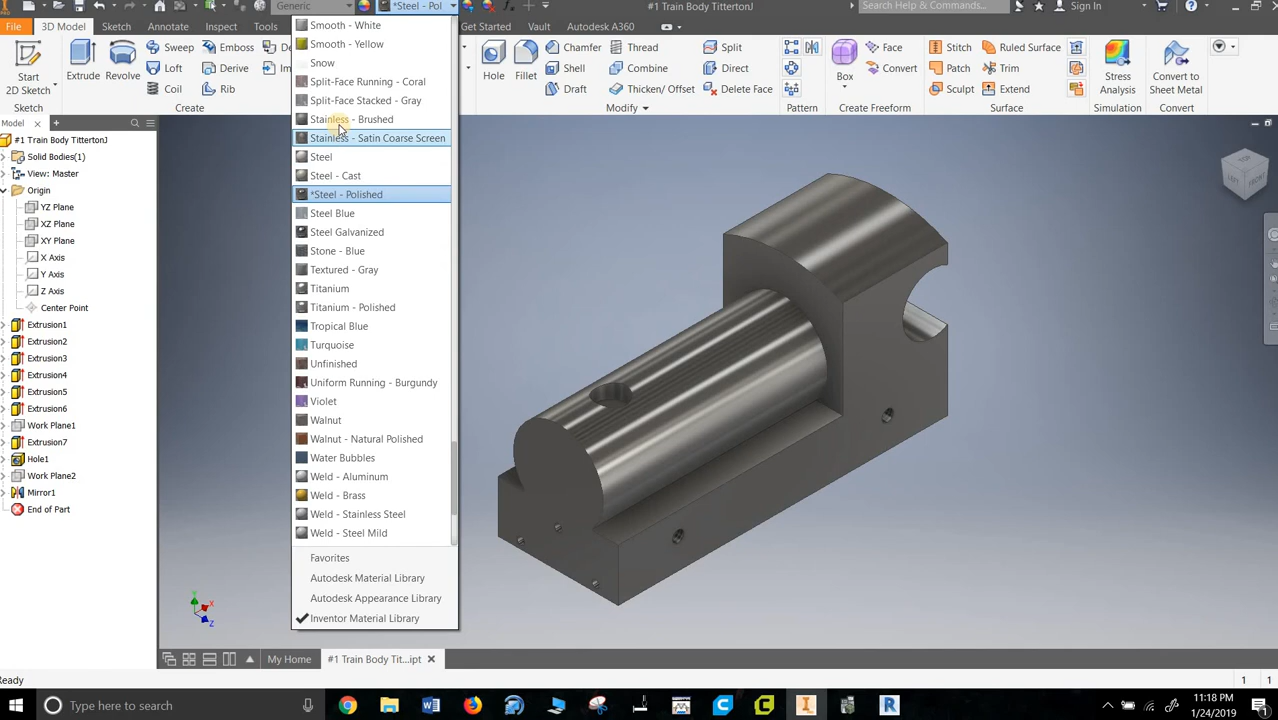 Generic
*Steel - Pol
#1 Train Body TittertonJ
Search Help & Commands...
Sign In
File
3D Model
Sketch
Inspect
Tools
Get Started
Vault
Autodesk A360
Start
2D Sketch
Sketch
Extrude
Revolve
Sweep
Loft
Coil
Emboss
Derive
Rib
Create
Hole
Fillet
Chamfer
Shell
Draft
Thread
Combine
Thicken/ Offset
Split
Direct
Delete Face
Modify
Pattern
Box
Face
Convert
Create Freeform
Stitch
Patch
Sculpt
Ruled Surface
Trim
Extend
Surface
Stress
Analysis
Simulation
Convert to
Sheet Metal
Convert
Model
#1 Train Body TittertonJ
Solid Bodies(1)
View: Master
Origin
YZ Plane
XZ Plane
XY Plane
X Axis
Y Axis
Z Axis
Center Point
Extrusion1
Extrusion2
Extrusion3
Extrusion4
Extrusion5
Extrusion6
Work Plane1
Extrusion7
Hole1
Work Plane2
Mirror1
End of Part
Smooth - White
Smooth - Yellow
Snow
Split-Face Running - Coral
Split-Face Stacked - Gray
Stainless - Brushed
Stainless - Satin Coarse Screen
Steel
Steel - Cast
*Steel - Polished
Steel Blue
Steel Galvanized
Stone - Blue
Textured - Gray
Titanium
Titanium - Polished
Tropical Blue
Turquoise
Unfinished
Uniform Running - Burgundy
Violet
Walnut
Walnut - Natural Polished
Water Bubbles
Weld - Aluminum
Weld - Brass
Weld - Stainless Steel
Weld - Steel Mild
Favorites
Autodesk Material Library
Autodesk Appearance Library
Inventor Material Library
Y
X
Z
My Home
#1 Train Body Tit...ipt
Ready
1
1
Type here to search
11:18 PM
1/24/2019